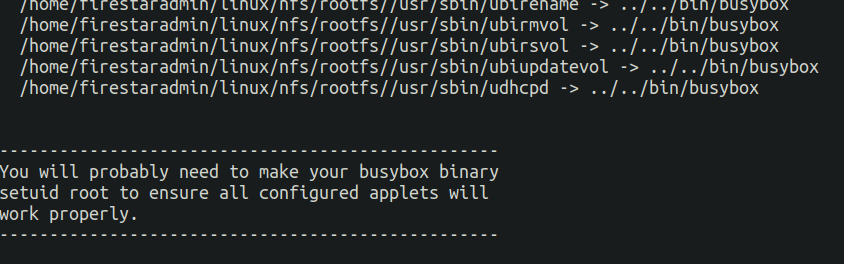 /home/firestaradmin/linux/nfs/rootfs//usr/sbin/ubirename -> ../../bin/busybox
/home/firestaradmin/linux/nfs/rootfs//usr/sbin/ubirmvol -> ../../bin/busybox
/home/firestaradmin/linux/nfs/rootfs//usr/sbin/ubirsvol -> ../../bin/busybox
/home/firestaradmin/linux/nfs/rootfs//usr/sbin/ubiupdatevol -> ../../bin/busybox
/home/firestaradmin/linux/nfs/rootfs//usr/sbin/udhcpd -> ../../bin/busybox
--------------------------------------------------
You will probably need to make your busybox binary
setuid root to ensure all configured applets will
work properly.
--------------------------------------------------